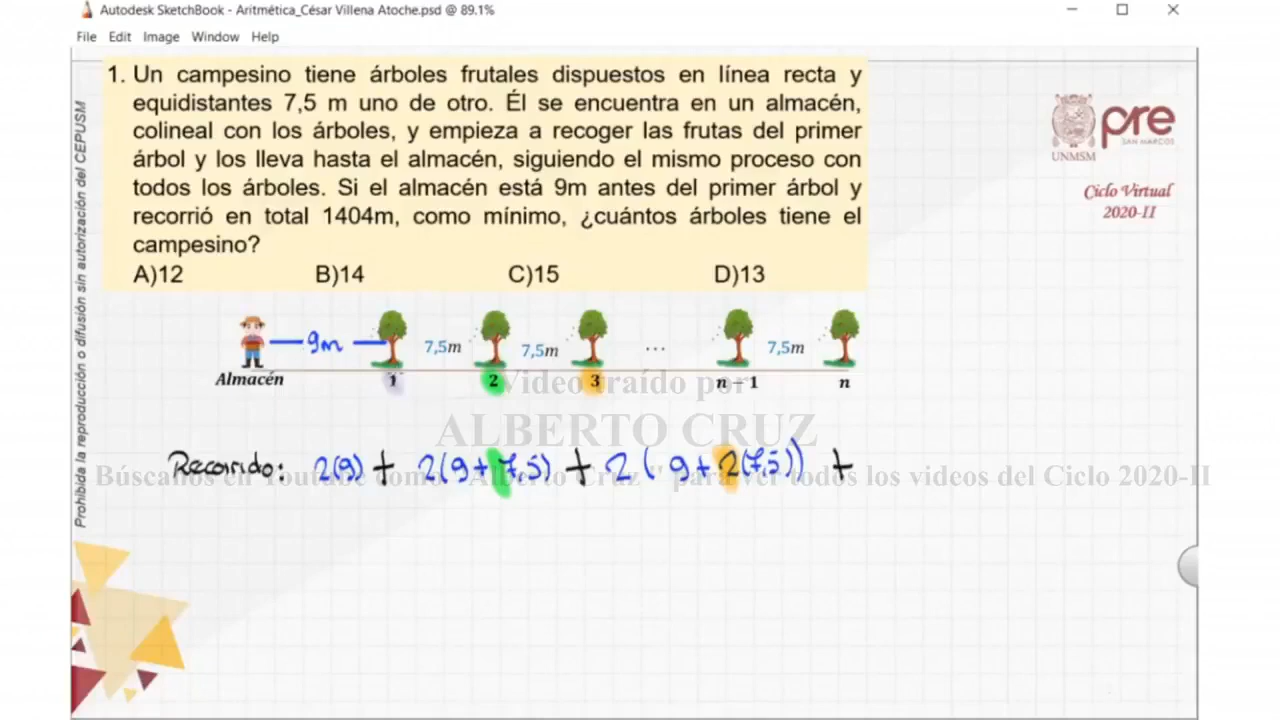 Autodesk SketchBook - Aritmética_César Villena Atoche.psd @ 89.1%
File Edit Image Window Help
Prohibida la reproducción o difusión sin autorización del CEPUSM
1. Un campesino tiene árboles frutales dispuestos en línea recta y
equidistantes 7,5 m uno de otro. Él se encuentra en un almacén,
colineal con los árboles, y empieza a recoger las frutas del primer
árbol y los lleva hasta el almacén, siguiendo el mismo proceso con
todos los árboles. Si el almacén está 9m antes del primer árbol y
recorrió en total 1404m, como mínimo, ¿cuántos árboles tiene el
campesino?
A)12 B)14 C)15 D)13
pre
SAN MARCOS
UNMSM
Ciclo Virtual
2020-II
9m 7,5m 7,5m ... 7,5m
Almacén 1 2 3 n − 1 n
Video traído por
ALBERTO CRUZ
Recorrido: 2(9) + 2(9+7,5) + 2(9+2(7,5)) +
Búscanos en Youtube como "Alberto Cruz" para ver todos los videos del Ciclo 2020-II